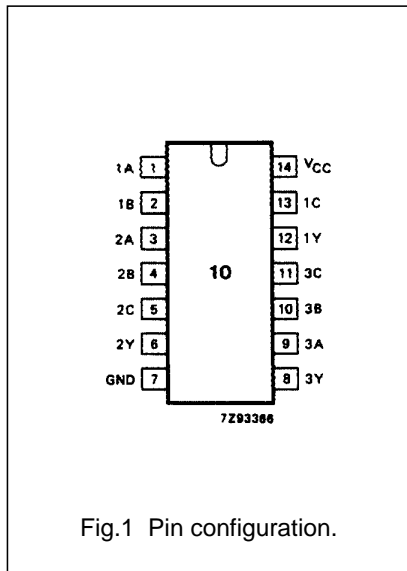 1A 1 14 VCC
1B 2 13 1C
2A 3 12 1Y
2B 4 10 11 3C
2C 5 10 3B
2Y 6 9 3A
GND 7 8 3Y
7Z93366
Fig.1 Pin configuration.